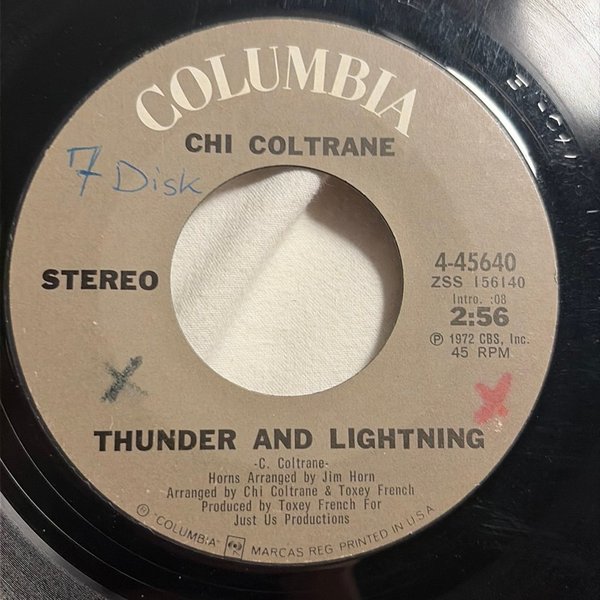 COLUMBIA
CHI COLTRANE
7 Disk
STEREO
4-45640
ZSS 156140
Intro. :08
2:56
Ⓟ 1972 CBS, Inc.
45 RPM
X
X
THUNDER AND LIGHTNING
-C. Coltrane-
Horns Arranged by Jim Horn
Arranged by Chi Coltrane & Toxey French
Produced by Toxey French For
Just Us Productions
® "COLUMBIA" MARCAS REG. PRINTED IN U.S.A.